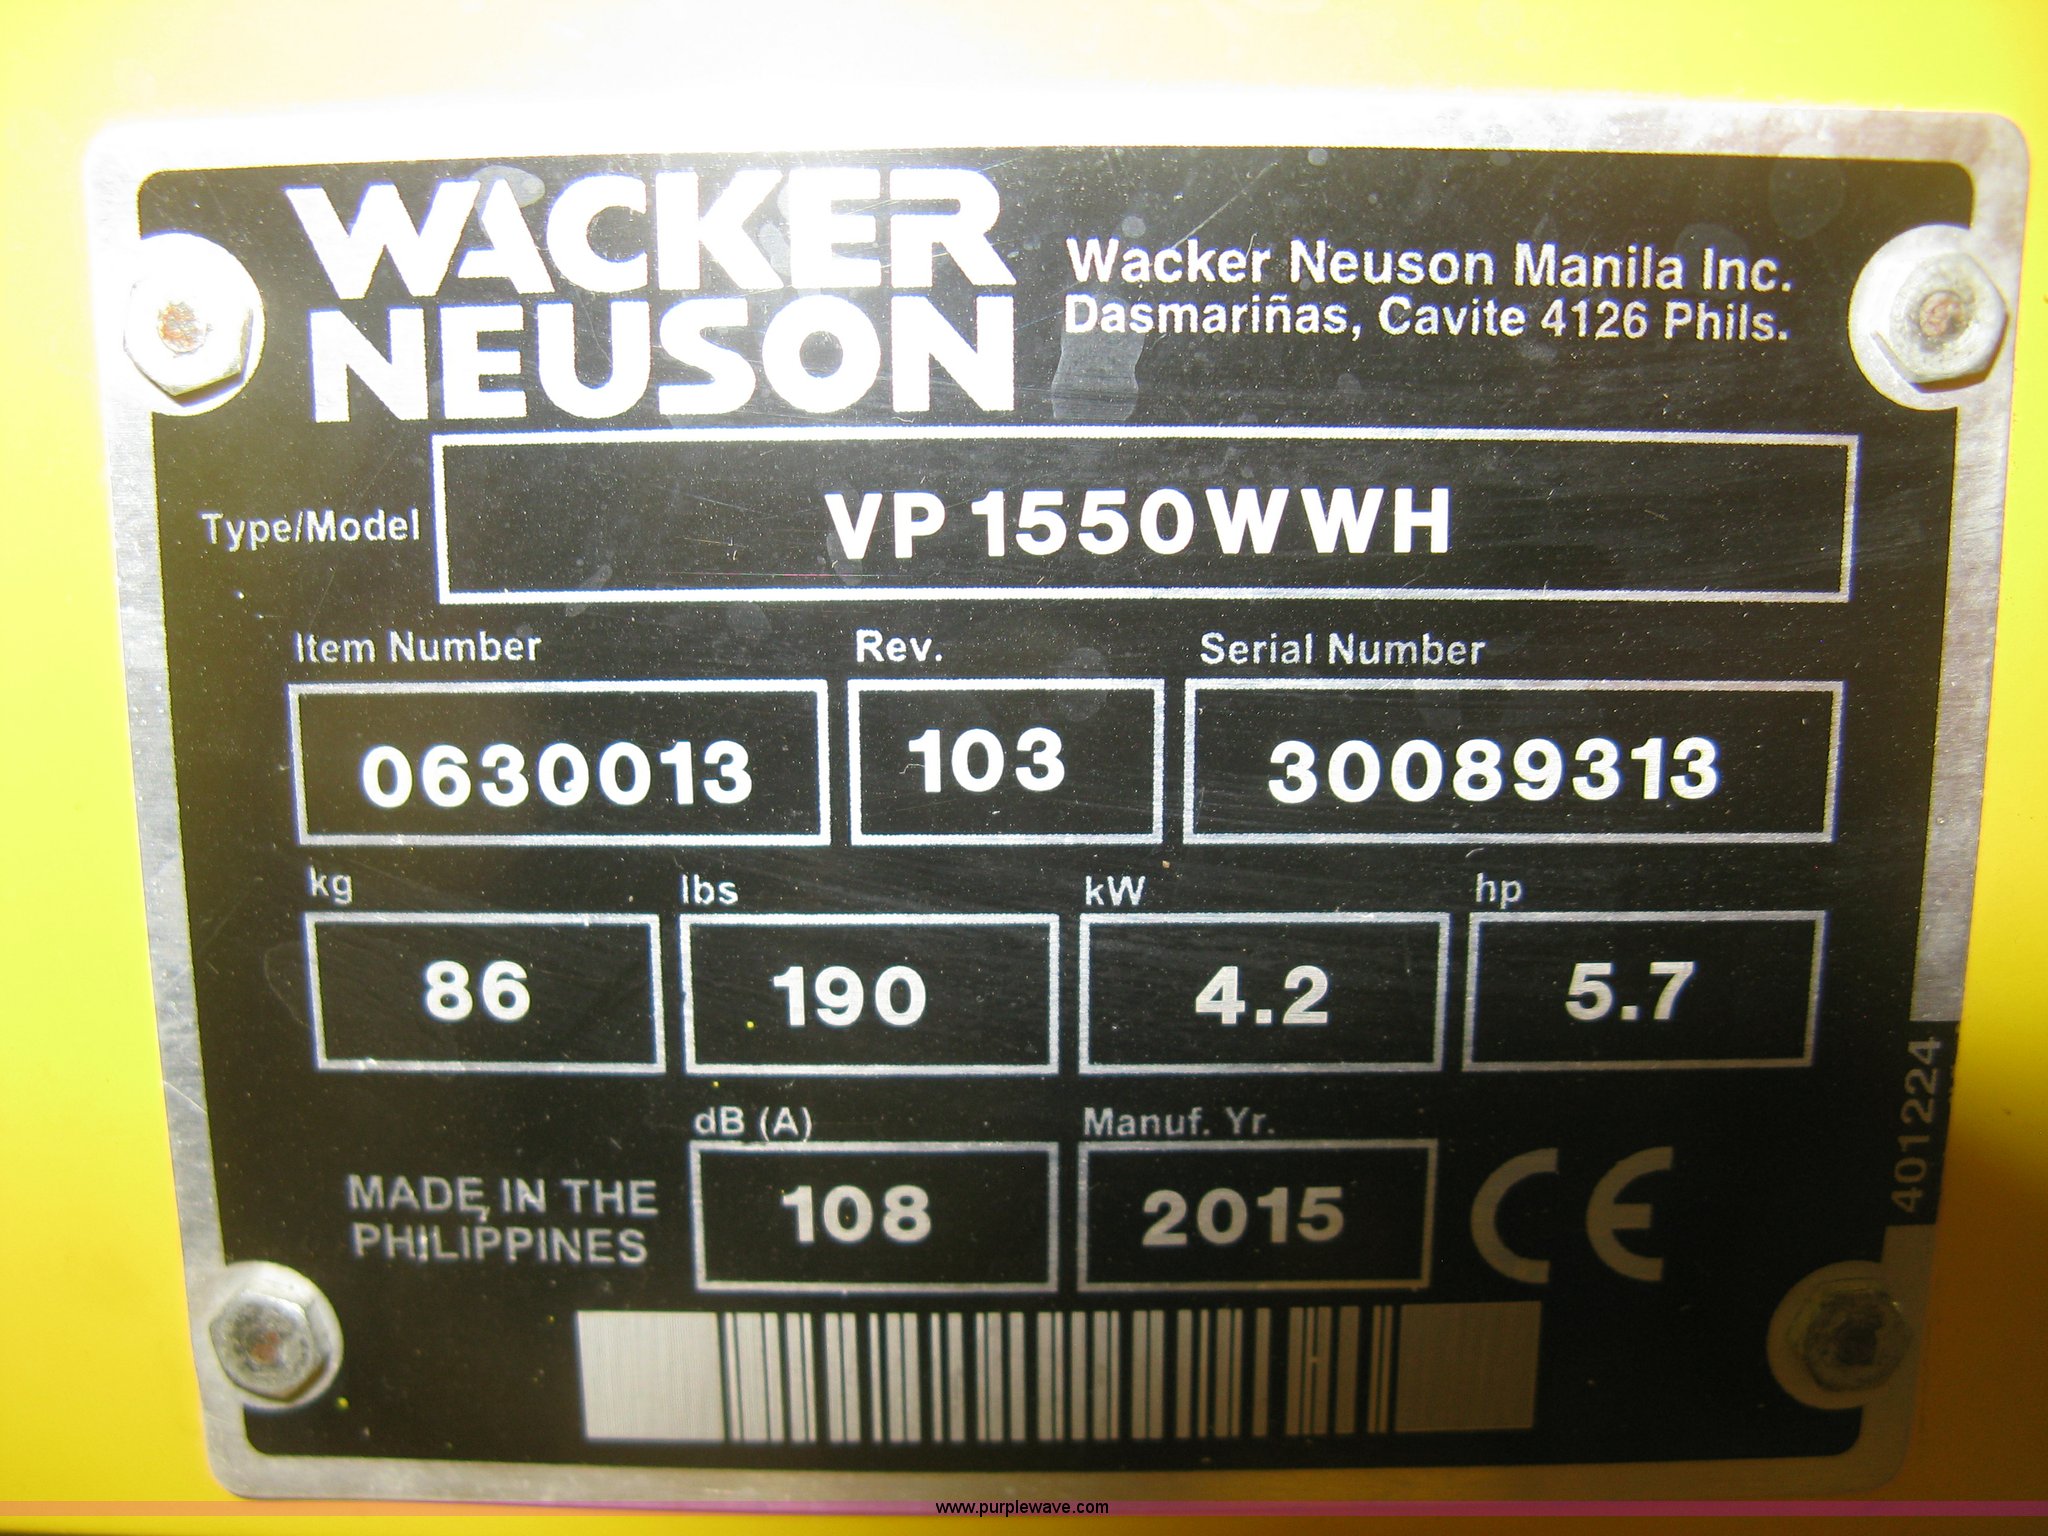 WACKER
NEUSON
Wacker Neuson Manila Inc.
Dasmariñas, Cavite 4126 Phils.
Type/Model
VP1550WWH
Item Number
Rev.
Serial Number
0630013
103
30089313
kg
lbs
kW
hp
86
190
4.2
5.7
dB (A)
Manuf. Yr.
MADE IN THE
PHILIPPINES
108
2015
CE
401224
www.purplewave.com